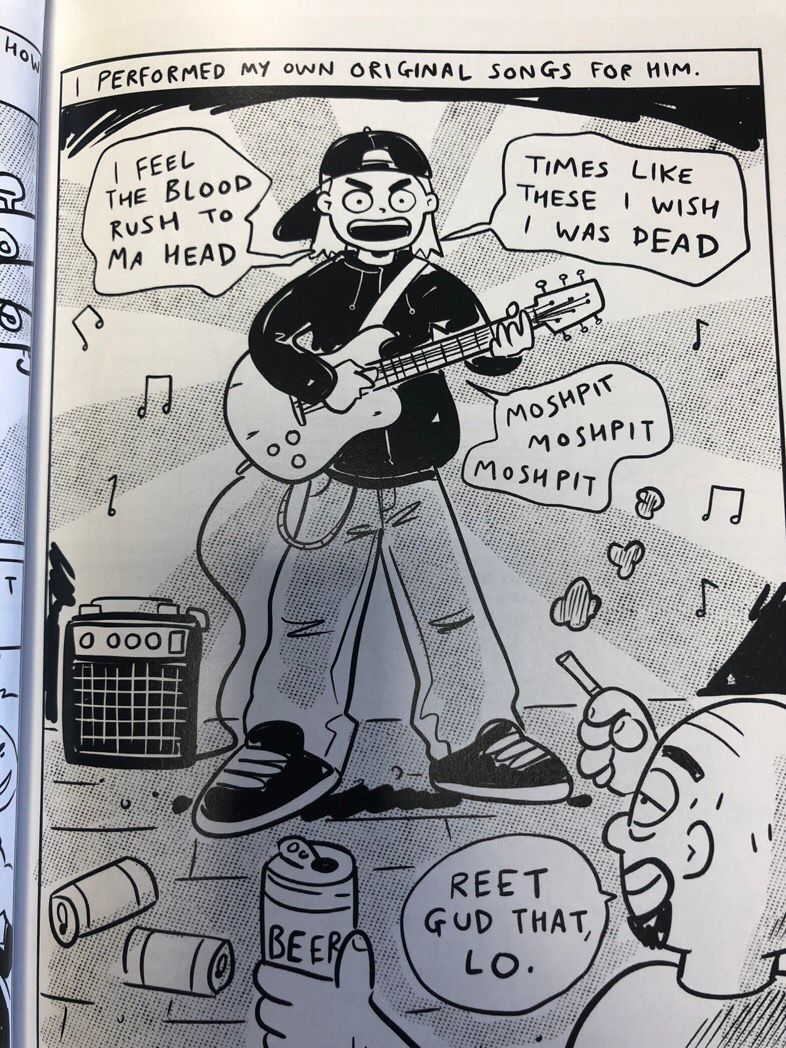 HOW
I PERFORMED MY OWN ORIGINAL SONGS FOR HIM.
I FEEL
THE BLOOD
RUSH TO
MA HEAD
TIMES LIKE
THESE I WISH
I WAS DEAD
MOSHPIT
MOSHPIT
MOSHPIT
BEER
REET
GUD THAT,
LO.